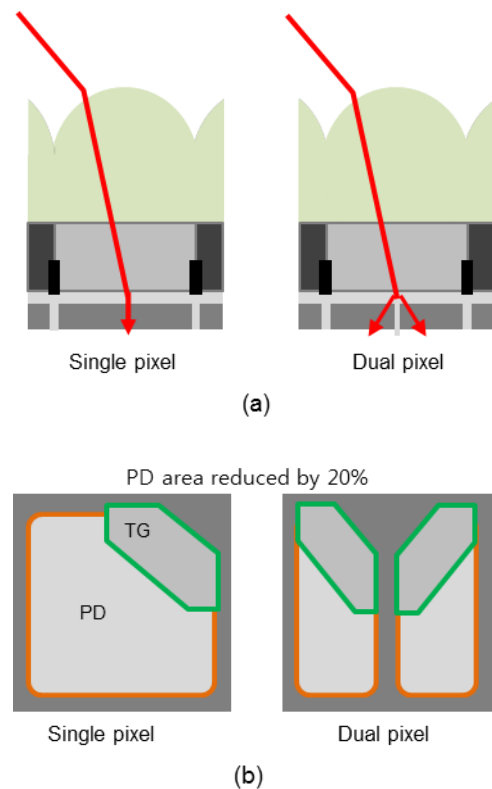 Single pixel
Dual pixel
(a)
PD area reduced by 20%
TG
PD
Single pixel
Dual pixel
(b)